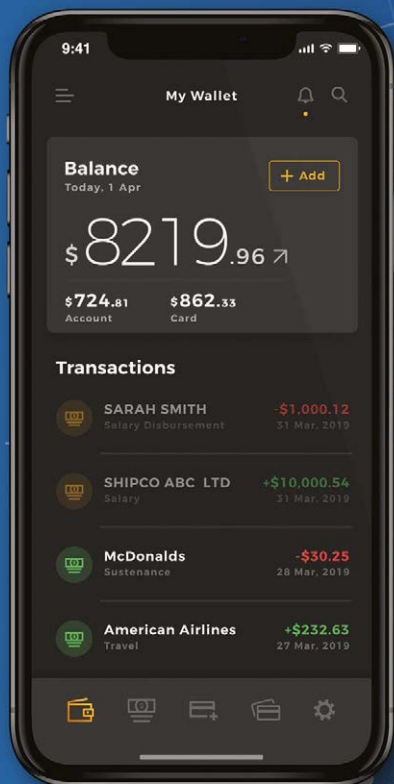 9:41
My Wallet
Balance
Today, 1 Apr
+ Add
$8219.96
$724.81 $862.33
Account Card
Transactions
SARAH SMITH -$1,000.12
Salary Disbursement 31 Mar, 2019
SHIPCO ABC LTD +$10,000.54
Salary 31 Mar, 2019
McDonalds -$30.25
Sustenance 28 Mar, 2019
American Airlines +$232.63
Travel 27 Mar, 2019